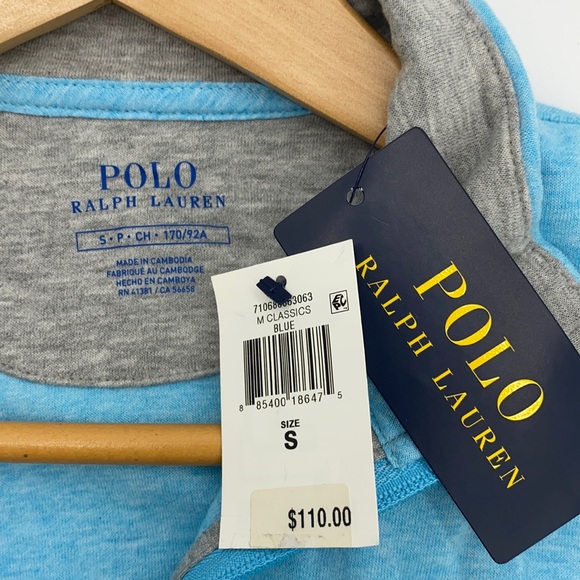 POLO
RALPH LAUREN
S • P • CH • 170/92A
MADE IN CAMBODIA
FABRIQUÉ AU CAMBODGE
HECHO EN CAMBOYA
RN 41381 / CA 56658
M CLASSICS
BLUE
8 85400 18647 5
SIZE
S
$110.00
POLO
RALPH LAUREN